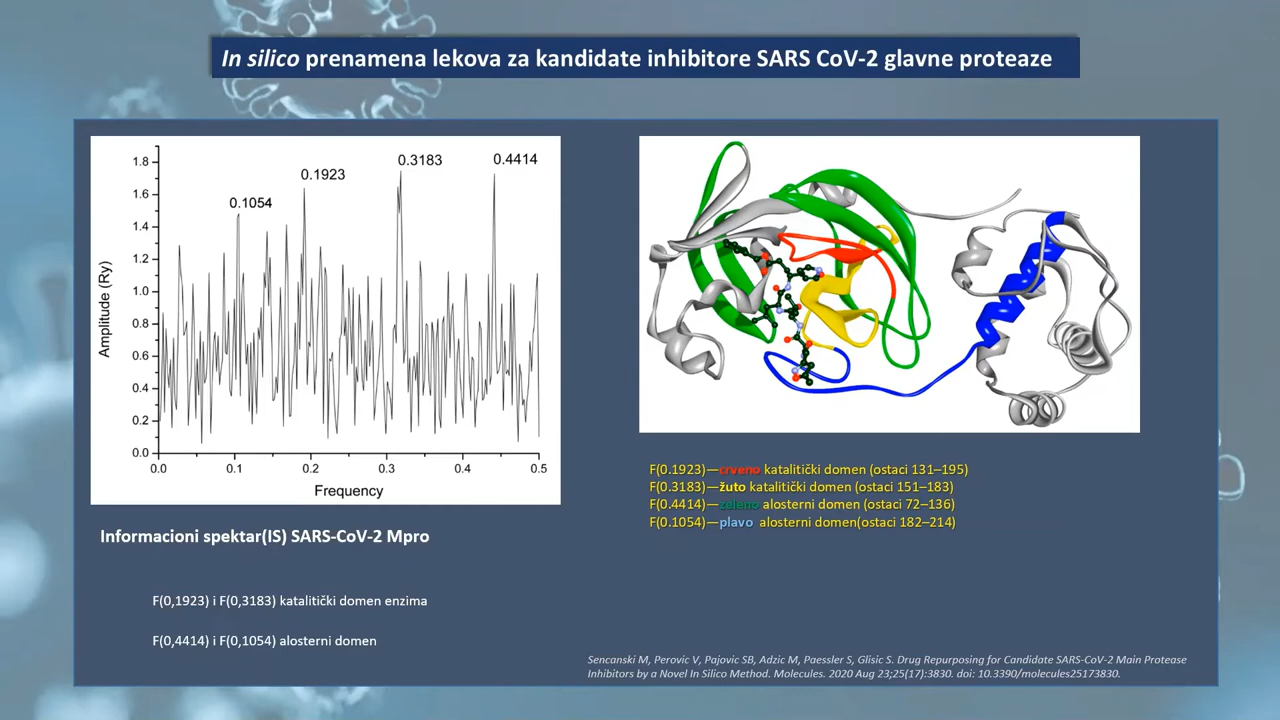 In silico prenamena lekova za kandidate inhibitore SARS CoV-2 glavne proteaze
1.8
1.6
1.4
1.2
1.0
0.8
0.6
0.4
0.2
0.0
Amplitude (Ry)
0.1054
0.1923
0.3183
0.4414
0.0 0.1 0.2 0.3 0.4 0.5
Frequency
Informacioni spektar(IS) SARS-CoV-2 Mpro
F(0,1923) i F(0,3183) katalitički domen enzima
F(0,4414) i F(0,1054) alosterni domen
F(0.1923)—crveno katalitički domen (ostaci 131–195)
F(0.3183)—žuto katalitički domen (ostaci 151–183)
F(0.4414)—zeleno alosterni domen (ostaci 72–136)
F(0.1054)—plavo alosterni domen(ostaci 182–214)
Sencanski M, Perovic V, Pajovic SB, Adzic M, Paessler S, Glisic S. Drug Repurposing for Candidate SARS-CoV-2 Main Protease
Inhibitors by a Novel In Silico Method. Molecules. 2020 Aug 23;25(17):3830. doi: 10.3390/molecules25173830.